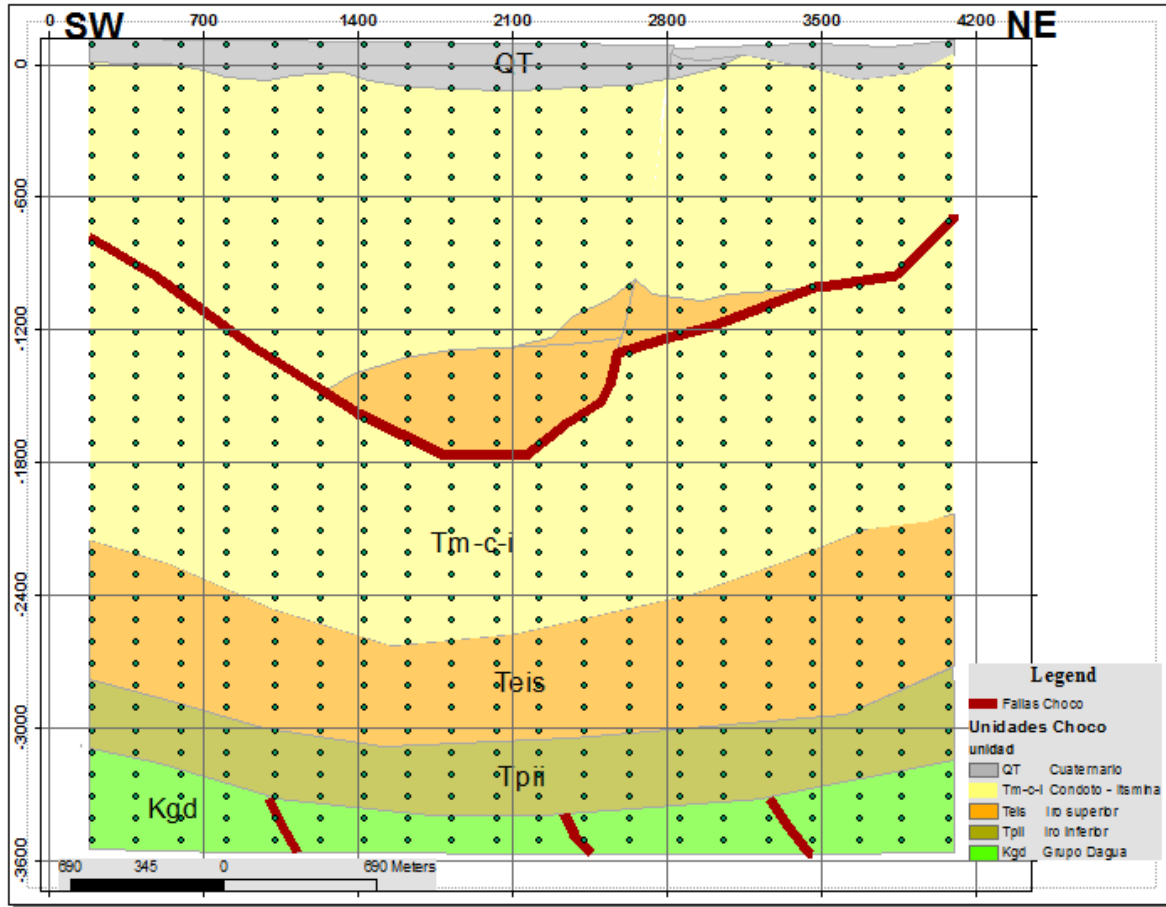 SW 0 700 1400 2100 2800 3500 4200 NE
0
-600
-1200
-1800
-2400
-3000
-3600
QT
Tm-c-i
Teis
Tpii
Kgd
690 345 0 690 Meters
Legend
Fallas Choco
Unidades Choco
unidad
QT Cuaternario
Tm-c-i Condoto - Itsmina
Teis Iro superior
Tpii Iro Inferior
Kgd Grupo Dagua